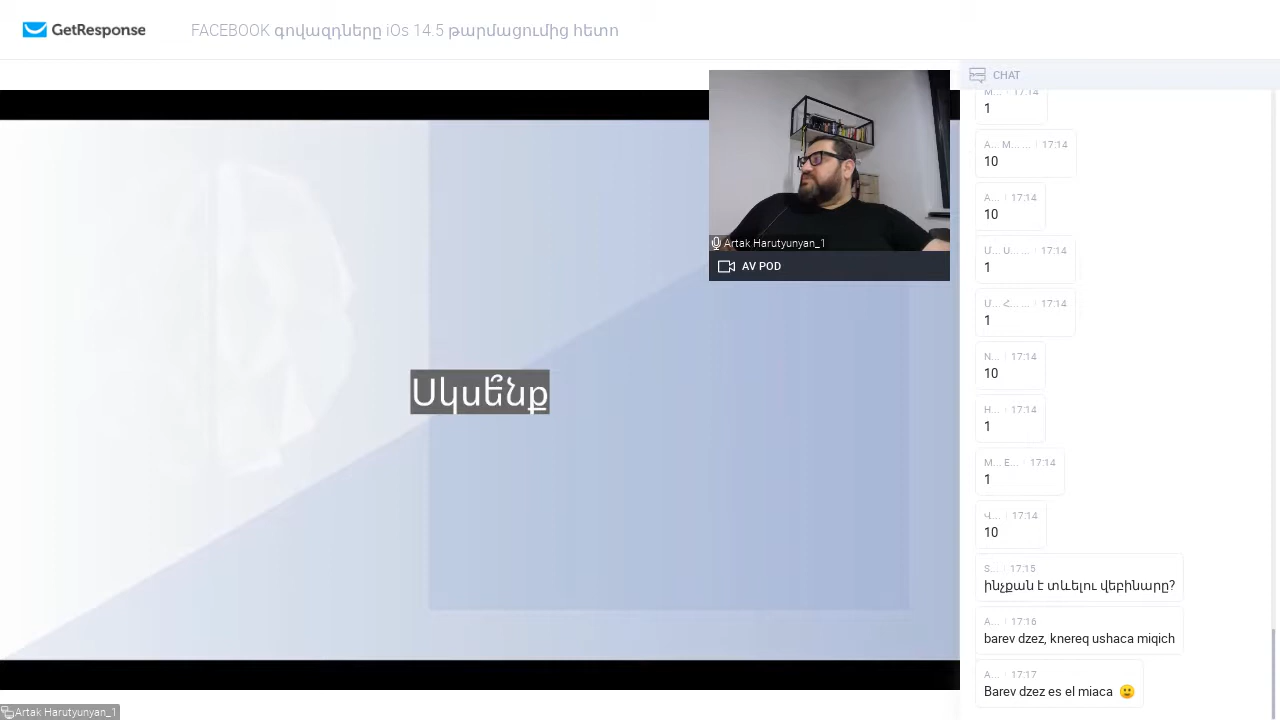 GetResponse
FACEBOOK գովազդները iOs 14.5 թարմացումից հետո
CHAT
M... 17:14
1
A... M... ... 17:14
10
A... 17:14
10
Մ... Ս... ... 17:14
1
Մ... Հ... ... 17:14
1
N... 17:14
10
H... 17:14
1
M... E... 17:14
1
Վ... 17:14
10
S... 17:15
ինչքան է տևելու վեբինարը?
A... 17:16
barev dzez, knereq ushaca miqich
A... 17:17
Barev dzez es el miaca 🙂
Artak Harutyunyan_1
AV POD
Սկսե՞նք
Artak Harutyunyan_1